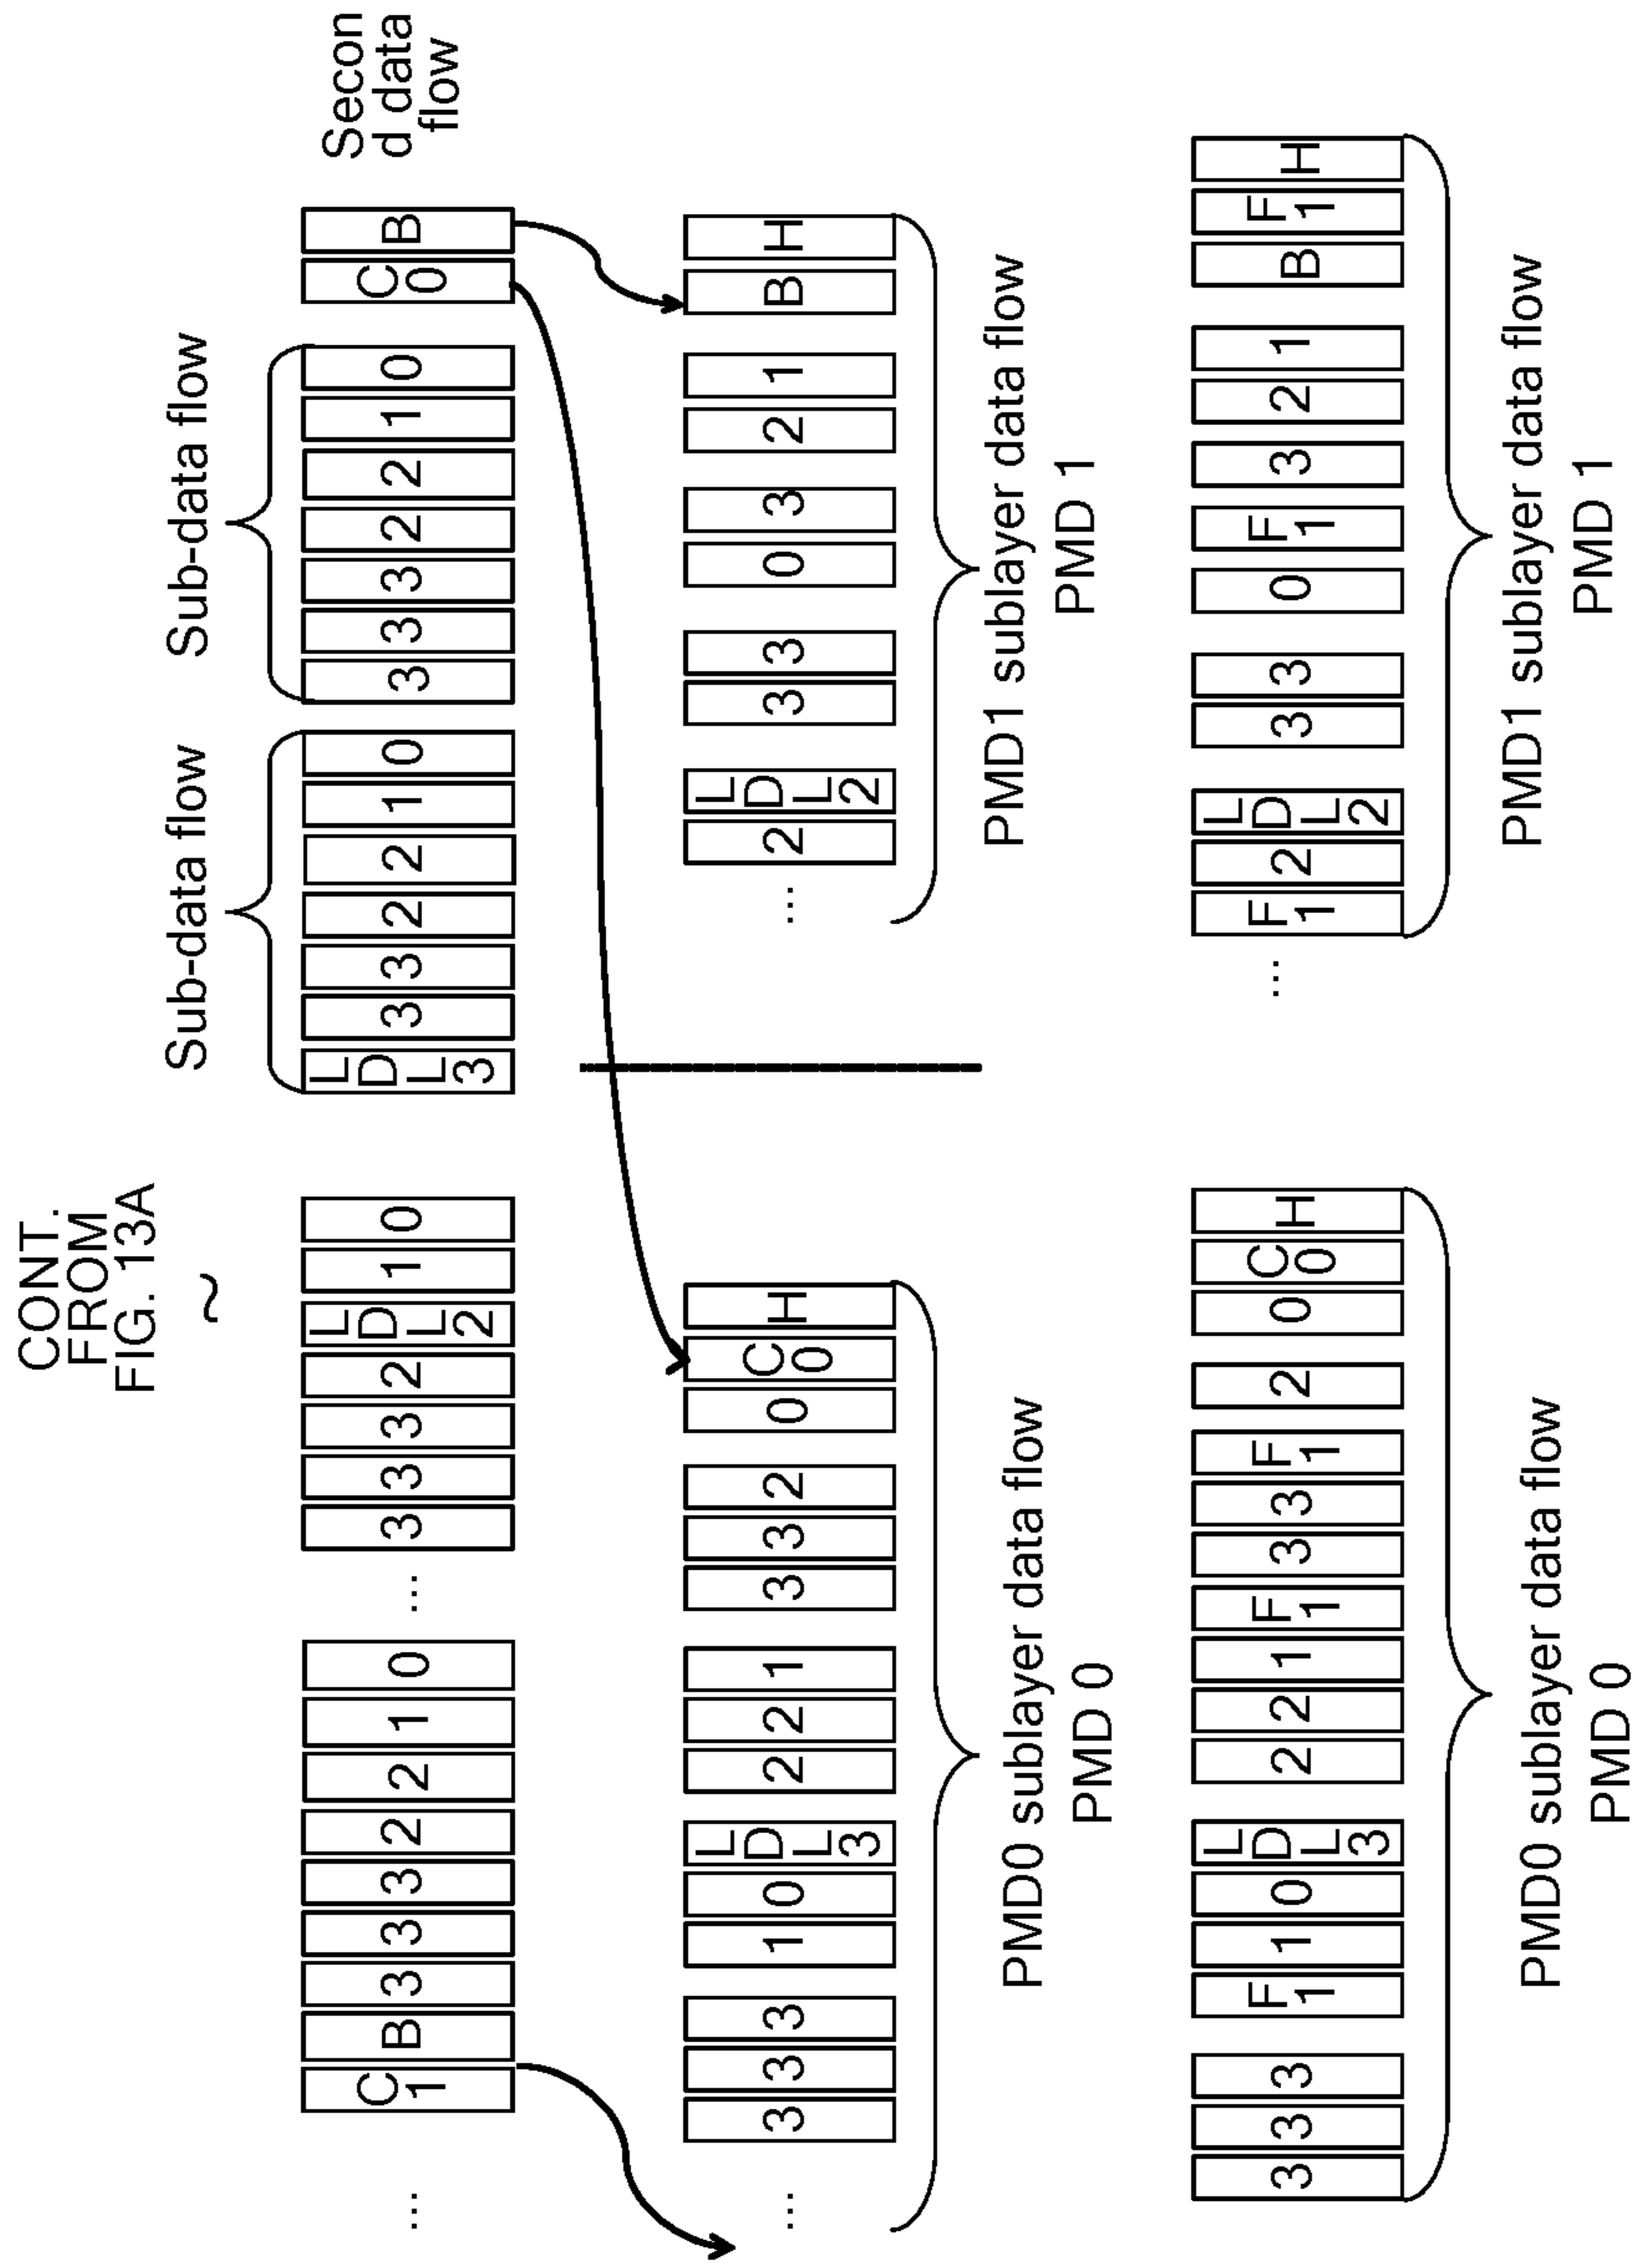 CONT.
FROM
FIG. 13A
~
Sub-data flow
Sub-data flow
... C1 B 3 3 3 2 2 1 0 ... 3 3 3 2 LDL2 1 0 LDL3 3 3 2 2 1 0 3 3 3 2 2 1 0 C0 B
Secon
d data
flow
... 3 3 3 1 0 LDL3 2 2 1 3 3 2 0 C0 H
... 2 LDL2 3 3 0 3 2 1 B H
PMD0 sublayer data flow
PMD 0
PMD1 sublayer data flow
PMD 1
3 3 3 F1 1 0 LDL3 2 2 1 F1 3 3 F1 2 0 C0 H
... F1 2 LDL2 3 3 0 F1 3 2 1 B F1 H
PMD0 sublayer data flow
PMD 0
PMD1 sublayer data flow
PMD 1